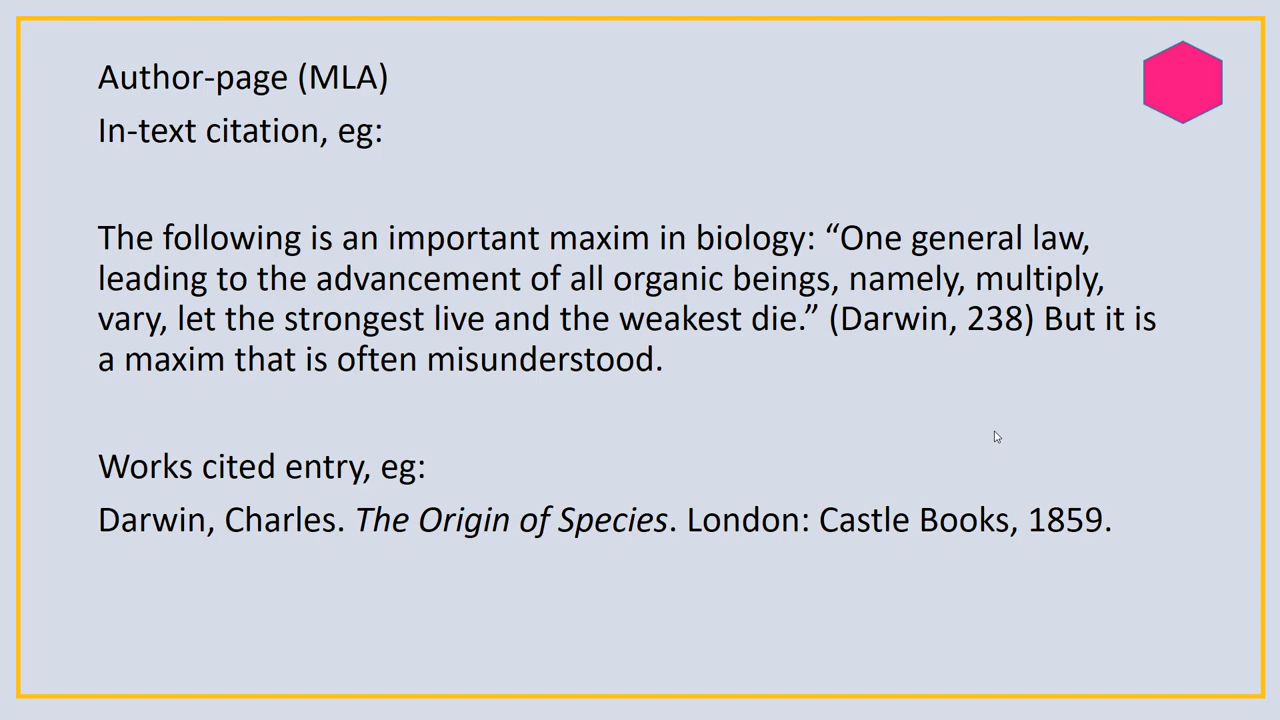 Author-page (MLA)
In-text citation, eg:
The following is an important maxim in biology: “One general law,
leading to the advancement of all organic beings, namely, multiply,
vary, let the strongest live and the weakest die.” (Darwin, 238) But it is
a maxim that is often misunderstood.
Works cited entry, eg:
Darwin, Charles. The Origin of Species. London: Castle Books, 1859.